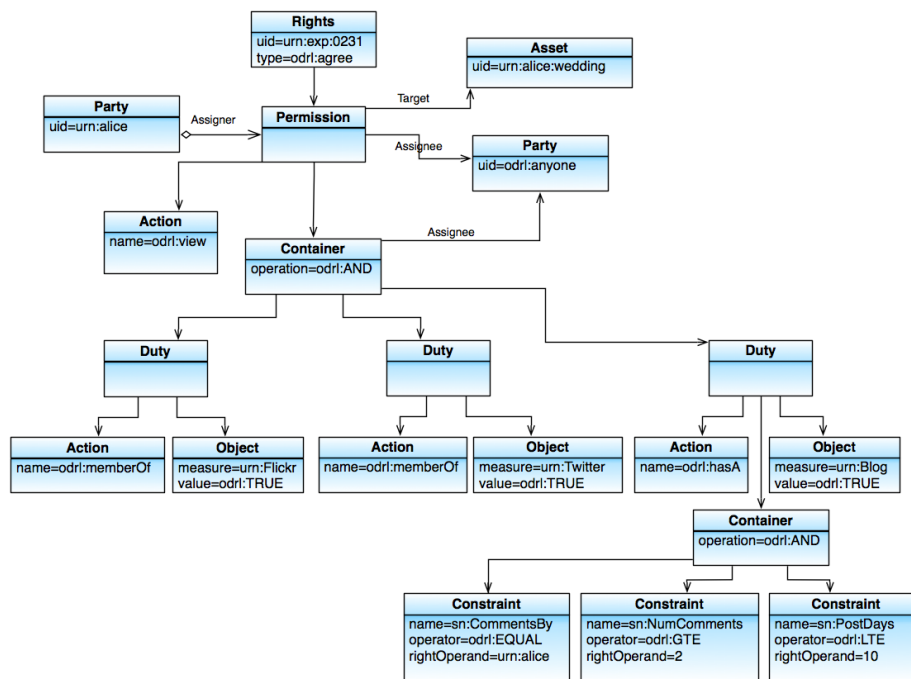 Rights
uid=urn:exp:0231
type=odrl:agree
Asset
uid=urn:alice:wedding
Target
Party
uid=urn:alice
Assigner
Permission
Assignee
Party
uid=odrl:anyone
Action
name=odrl:view
Assignee
Container
operation=odrl:AND
Duty
Duty
Duty
Action
name=odrl:memberOf
Object
measure=urn:Flickr
value=odrl:TRUE
Action
name=odrl:memberOf
Object
measure=urn:Twitter
value=odrl:TRUE
Action
name=odrl:hasA
Object
measure=urn:Blog
value=odrl:TRUE
Container
operation=odrl:AND
Constraint
name=sn:CommentsBy
operator=odrl:EQUAL
rightOperand=urn:alice
Constraint
name=sn:NumComments
operator=odrl:GTE
rightOperand=2
Constraint
name=sn:PostDays
operator=odrl:LTE
rightOperand=10